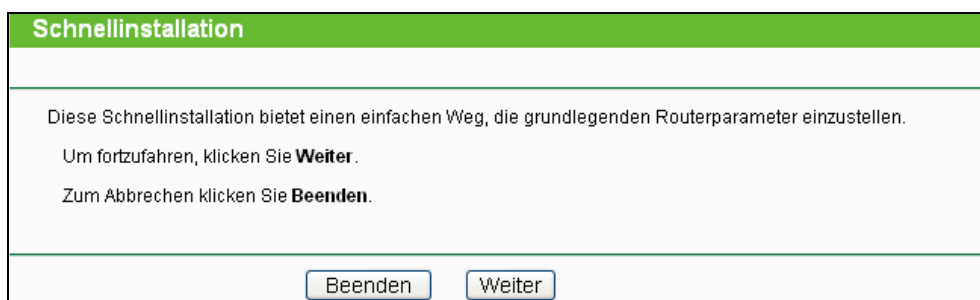 Schnellinstallation
Diese Schnellinstallation bietet einen einfachen Weg, die grundlegenden Routerparameter einzustellen.
Um fortzufahren, klicken Sie Weiter.
Zum Abbrechen klicken Sie Beenden.
Beenden Weiter